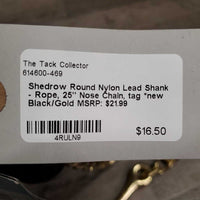 The Tack Collector
614600-469
Shedrow Round Nylon Lead Shank
- Rope, 25" Nose Chain, tag *new
Black/Gold MSRP: $21.99
4RULN9
$16.50